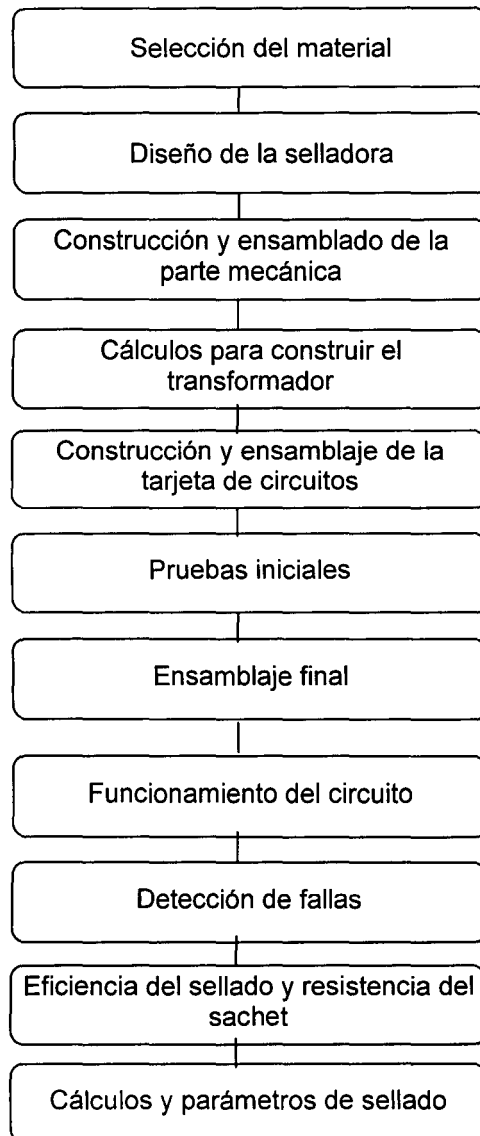 Selección del material
Diseño de la selladora
Construcción y ensamblado de la
parte mecánica
Cálculos para construir el
transformador
Construcción y ensamblaje de la
tarjeta de circuitos
Pruebas iniciales
Ensamblaje final
Funcionamiento del circuito
Detección de fallas
Eficiencia del sellado y resistencia del
sachet
Cálculos y parámetros de sellado